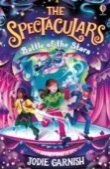 THE
SPECTACULARS
Battle of the Stars
JODIE GARNISH